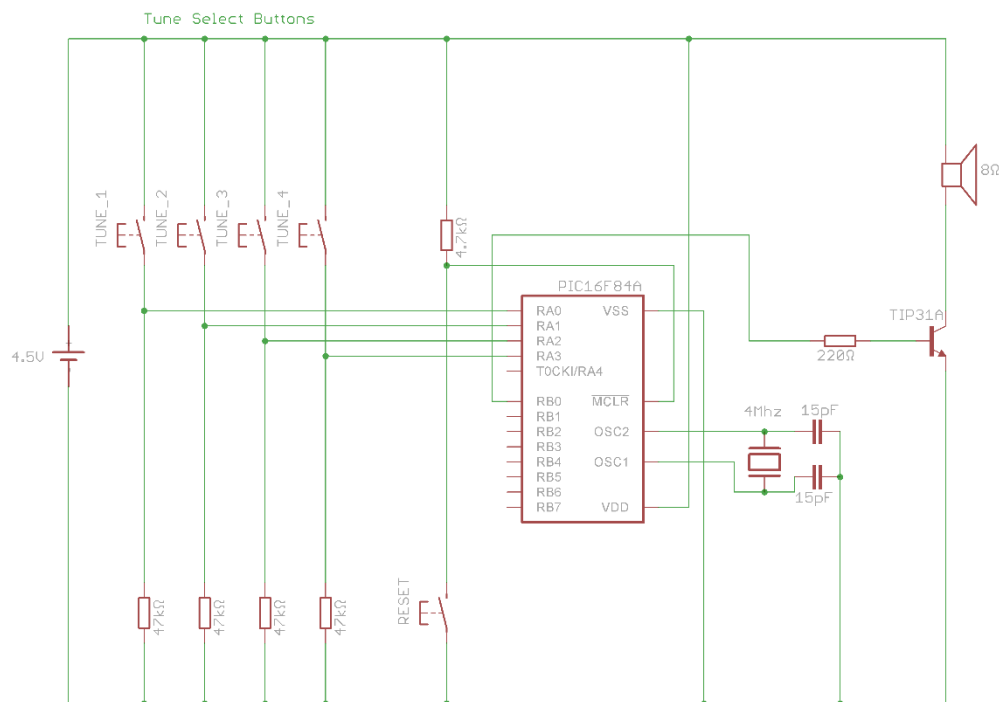 Tune Select Buttons
TUNE_1
TUNE_2
TUNE_3
TUNE_4
4.7kΩ
8Ω
PIC16F84A
TIP31A
4.5V
220Ω
RA0
RA1
RA2
RA3
T0CKI/RA4
RB0
RB1
RB2
RB3
RB4
RB5
RB6
RB7
VSS
MCLR
OSC2
OSC1
VDD
4Mhz
15pF
15pF
47kΩ
47kΩ
47kΩ
47kΩ
RESET